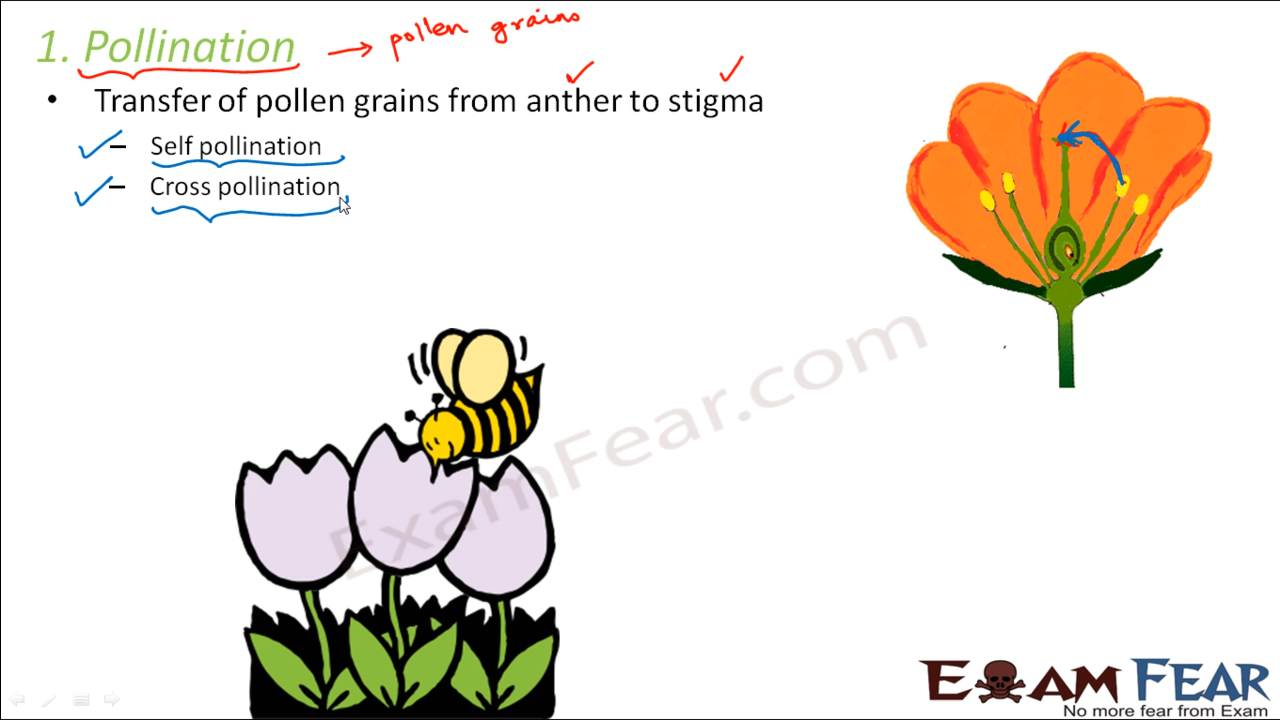 1. Pollination → pollen grains
• Transfer of pollen grains from anther to stigma
– Self pollination
– Cross pollination
ExamFear.com
EXAM FEAR
No more fear from Exam